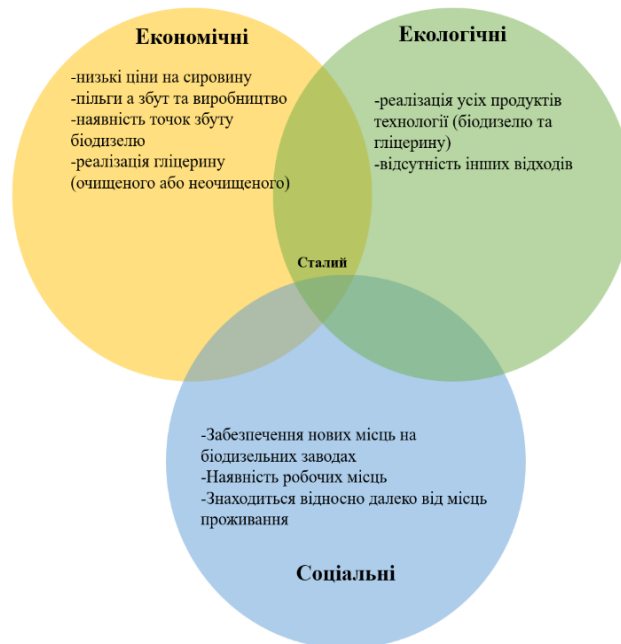 Економічні
-низькі ціни на сировину
-пільги а збут та виробництво
-наявність точок збуту
біодизелю
-реалізація гліцерину
(очищеного або неочищеного)
Екологічні
-реалізація усіх продуктів
технології (біодизелю та
гліцерину)
-відсутність інших відходів
Сталий
-Забезпечення нових місць на
біодизельних заводах
-Наявність робочих місць
-Знаходиться відносно далеко від місць
проживання
Соціальні